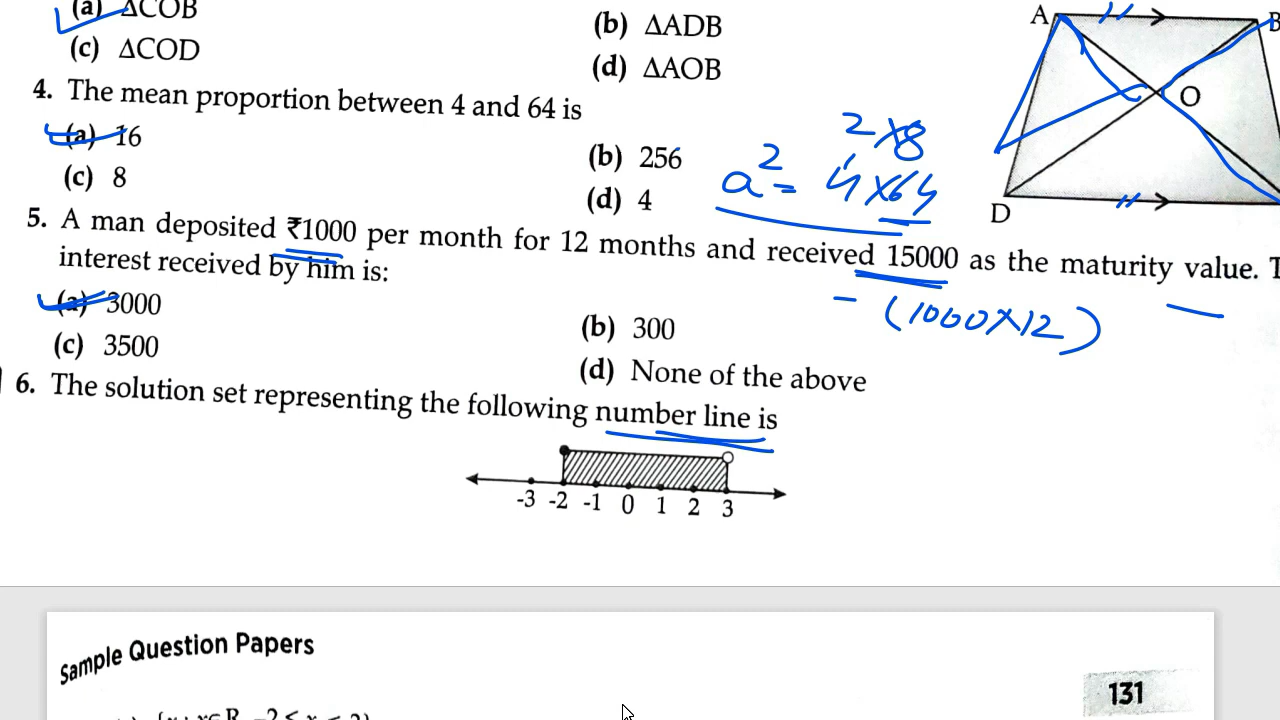 (a) ΔCOB
(b) ΔADB
(c) ΔCOD
(d) ΔAOB
A
B
O
D
4. The mean proportion between 4 and 64 is
(a) 16
(b) 256
(c) 8
(d) 4
2×8
a² = 4×64
5. A man deposited ₹1000 per month for 12 months and received 15000 as the maturity value. T
interest received by him is:
(a) 3000
(b) 300
(c) 3500
(d) None of the above
– (1000×12)
6. The solution set representing the following number line is
-3 -2 -1 0 1 2 3
Sample Question Papers
131